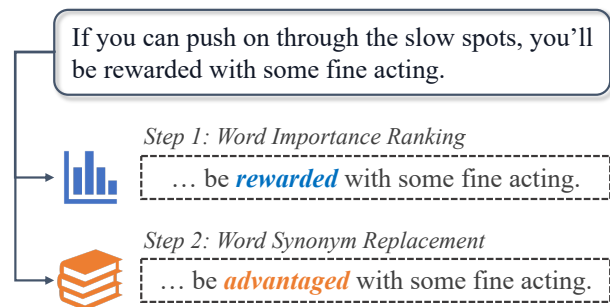 If you can push on through the slow spots, you’ll
be rewarded with some fine acting.
Step 1: Word Importance Ranking
… be rewarded with some fine acting.
Step 2: Word Synonym Replacement
… be advantaged with some fine acting.